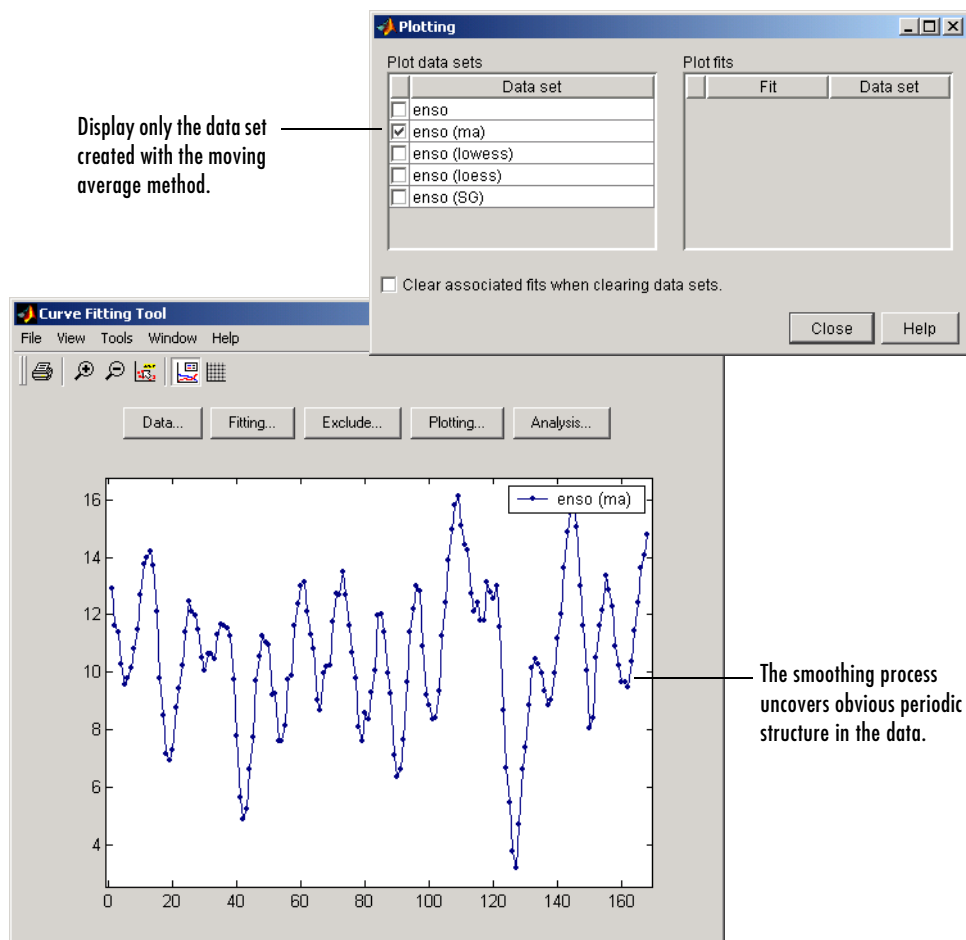 Plotting
Plot data sets
Data set
enso
enso (ma)
enso (lowess)
enso (loess)
enso (SG)
Plot fits
Fit Data set
Clear associated fits when clearing data sets.
Close Help
Display only the data set
created with the moving
average method.
Curve Fitting Tool
File View Tools Window Help
Data... Fitting... Exclude... Plotting... Analysis...
enso (ma)
16
14
12
10
8
6
4
0 20 40 60 80 100 120 140 160
The smoothing process
uncovers obvious periodic
structure in the data.